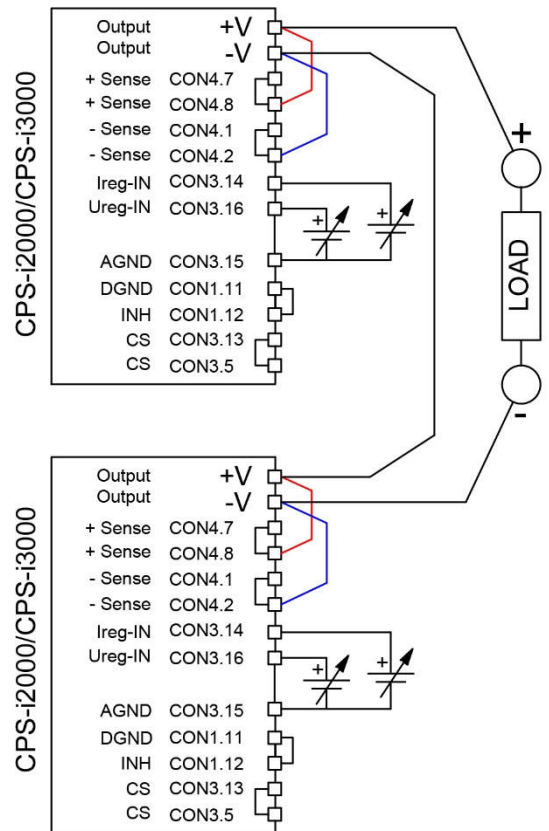 CPS-i2000/CPS-i3000
Output +V
Output -V
+ Sense CON4.7
+ Sense CON4.8
- Sense CON4.1
- Sense CON4.2
Ireg-IN CON3.14
Ureg-IN CON3.16
+ +
AGND CON3.15
DGND CON1.11
INH CON1.12
CS CON3.13
CS CON3.5
+
LOAD
-
CPS-i2000/CPS-i3000
Output +V
Output -V
+ Sense CON4.7
+ Sense CON4.8
- Sense CON4.1
- Sense CON4.2
Ireg-IN CON3.14
Ureg-IN CON3.16
+ +
AGND CON3.15
DGND CON1.11
INH CON1.12
CS CON3.13
CS CON3.5